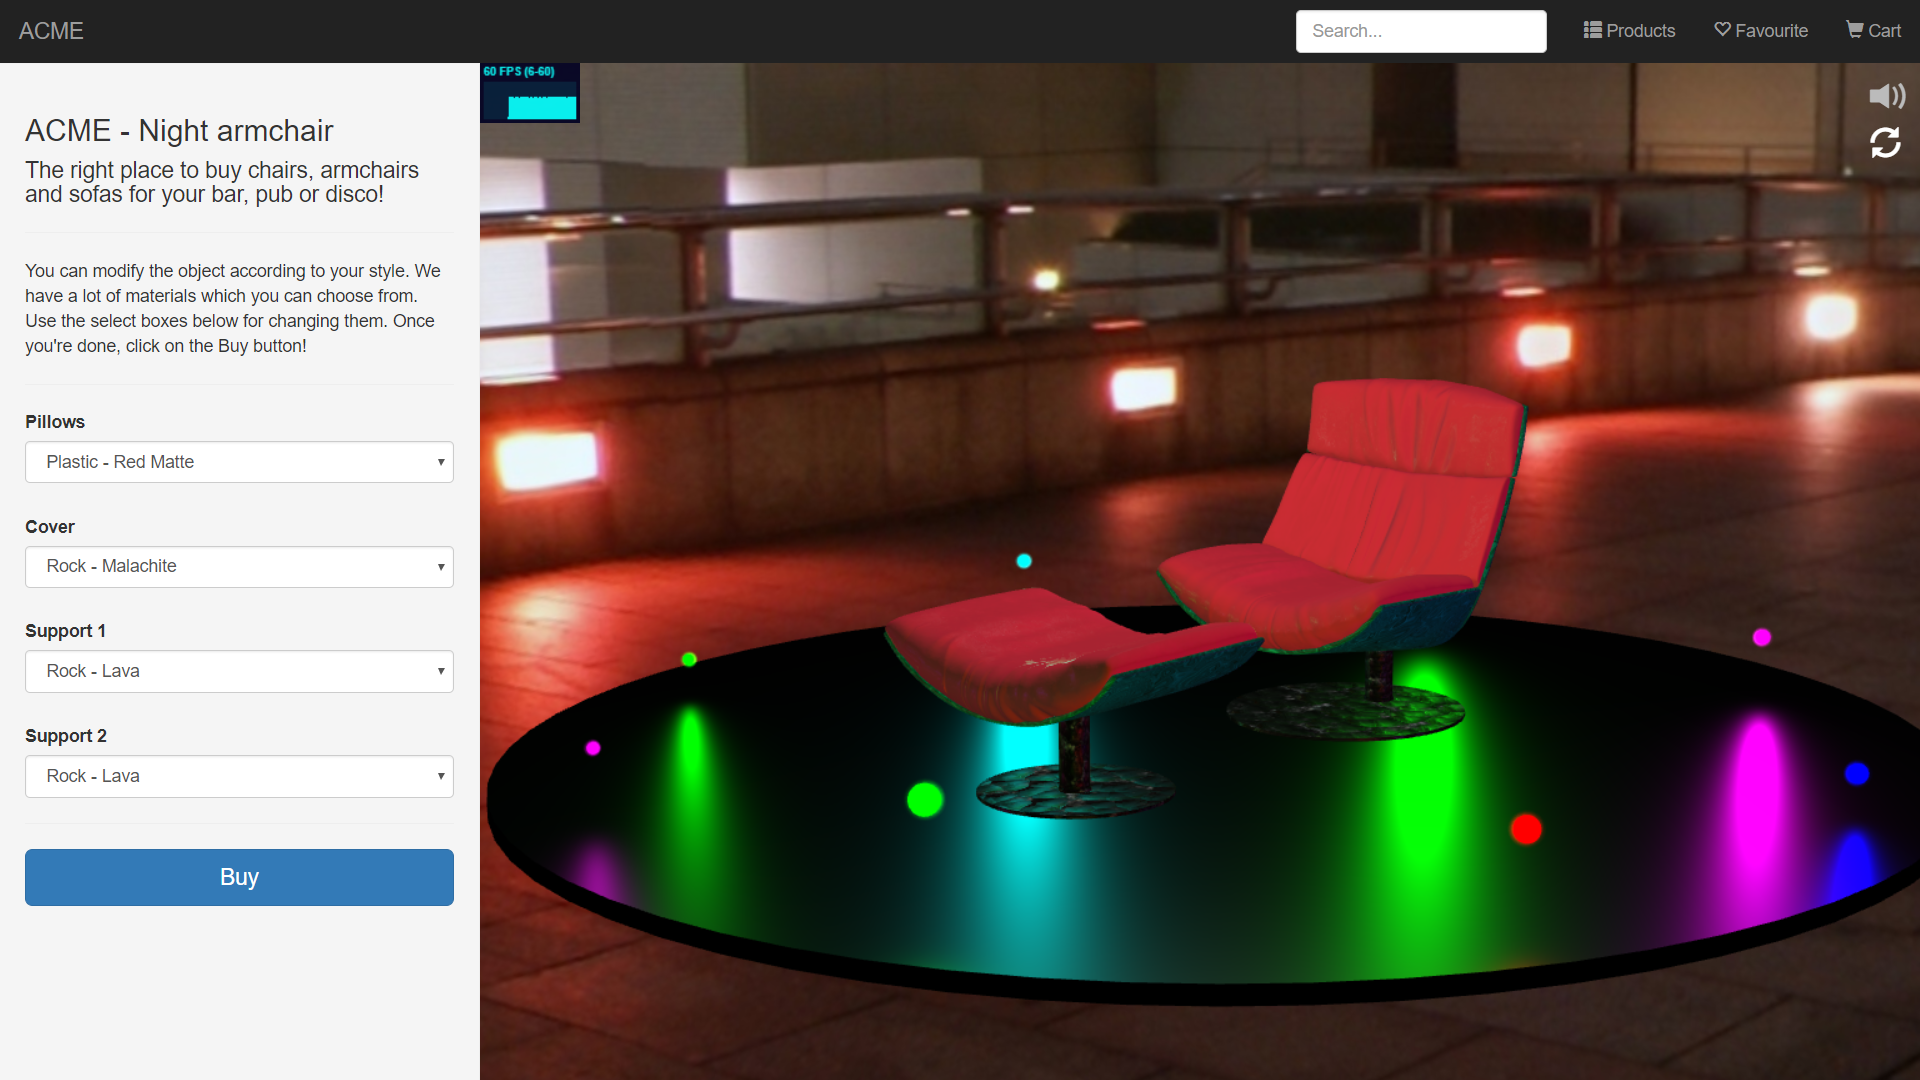 ACME
Search...
Products
Favourite
Cart
60 FPS (6-60)
ACME - Night armchair
The right place to buy chairs, armchairs
and sofas for your bar, pub or disco!
You can modify the object according to your style. We
have a lot of materials which you can choose from.
Use the select boxes below for changing them. Once
you're done, click on the Buy button!
Pillows
Plastic - Red Matte
Cover
Rock - Malachite
Support 1
Rock - Lava
Support 2
Rock - Lava
Buy